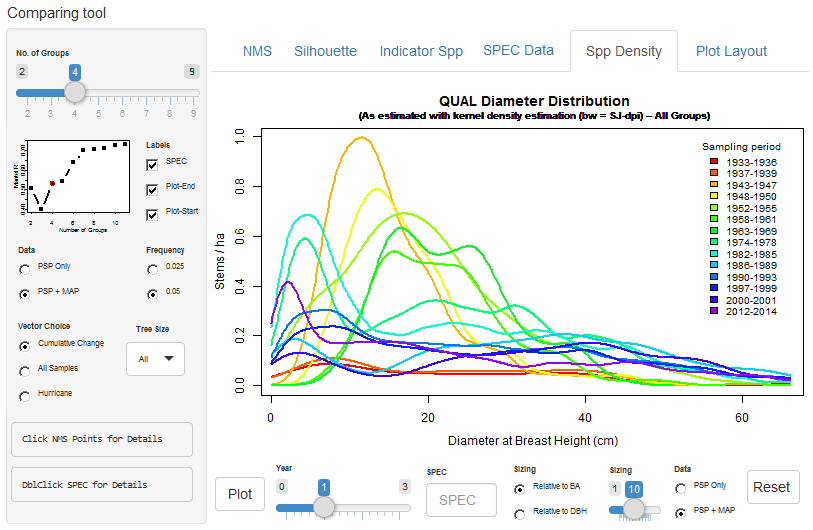 Comparing tool
No. of Groups
2 4 9
2 3 4 5 6 7 8 9
Mantel R
2 4 6 8 10
Number of Groups
Labels
SPEC
Plot-End
Plot-Start
Data
PSP Only
PSP + MAP
Frequency
0.025
0.05
Vector Choice
Cumulative Change
All Samples
Hurricane
Tree Size
All
Click NMS Points for Details
DblClick SPEC for Details
NMS Silhouette Indicator Spp SPEC Data Spp Density Plot Layout
QUAL Diameter Distribution
(As estimated with kernel density estimation (bw = SJ-dpi) – All Groups)
Stems / ha
1.0
0.8
0.6
0.4
0.2
0.0
Sampling period
1933-1936
1937-1939
1943-1947
1948-1950
1952-1955
1958-1961
1963-1969
1974-1978
1982-1985
1986-1989
1990-1993
1997-1999
2000-2001
2012-2014
0 20 40 60
Diameter at Breast Height (cm)
Plot
Year
0 1 3
SPEC
SPEC
Sizing
Relative to BA
Relative to DBH
Sizing
1 10
Data
PSP Only
PSP + MAP
Reset